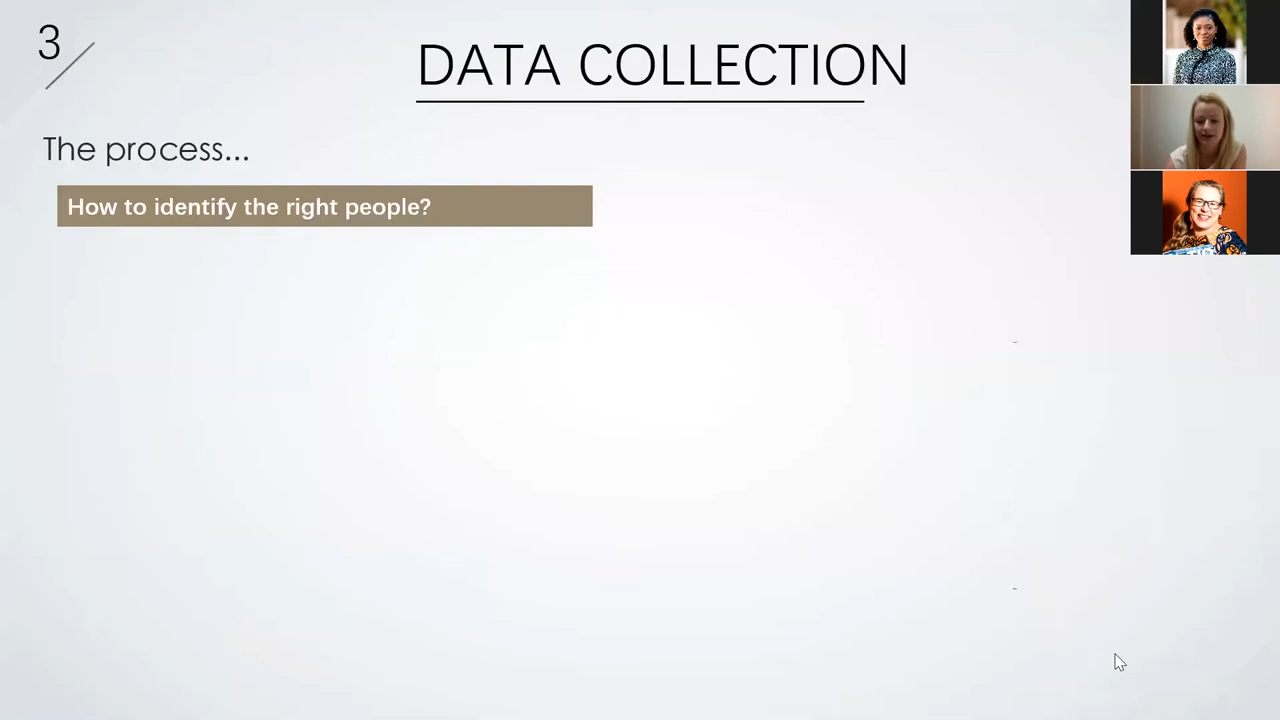 3
DATA COLLECTION
The process...
How to identify the right people?